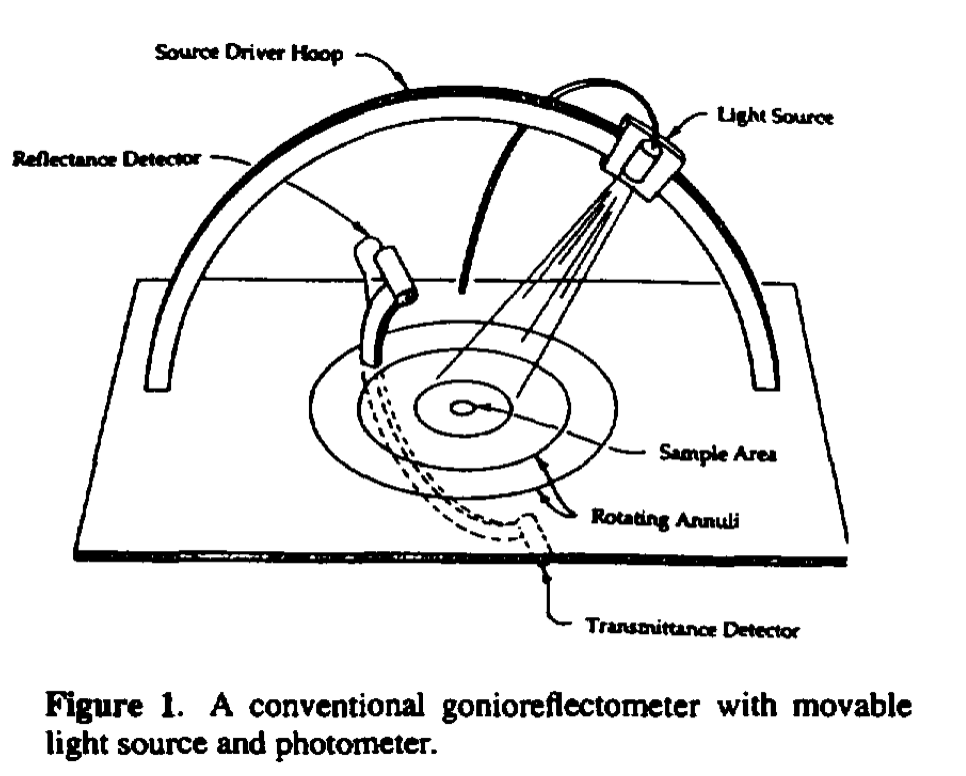 Source Driver Hoop
Light Source
Reflectance Detector
Sample Area
Rotating Annuli
Transmittance Detector
Figure 1. A conventional gonioreflectometer with movable
light source and photometer.